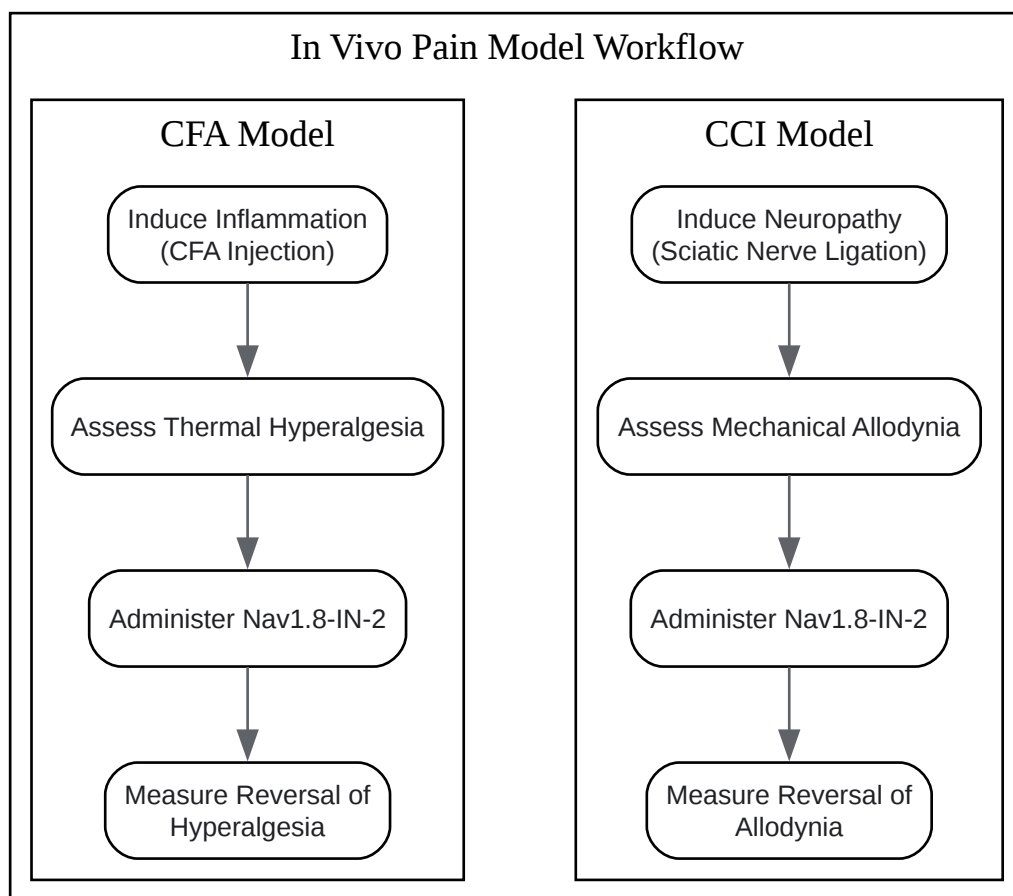 In Vivo Pain Model Workflow
CFA Model
Induce Inflammation
(CFA Injection)
Assess Thermal Hyperalgesia
Administer Nav1.8-IN-2
Measure Reversal of
Hyperalgesia
CCI Model
Induce Neuropathy
(Sciatic Nerve Ligation)
Assess Mechanical Allodynia
Administer Nav1.8-IN-2
Measure Reversal of
Allodynia